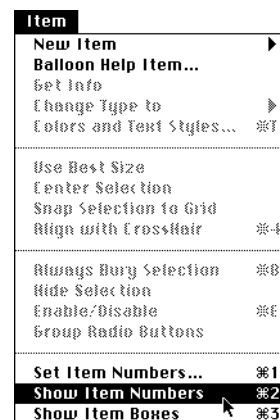 Item
New Item
Balloon Help Item...
Get Info
Change Type to
Colors and Text Styles... ⌘T
Use Best Size
Center Selection
Snap Selection to Grid
Align with CrossHair ⌘-
Always Bury Selection ⌘B
Hide Selection
Enable/Disable ⌘E
Group Radio Buttons
Set Item Numbers... ⌘1
Show Item Numbers ⌘2
Show Item Boxes ⌘3